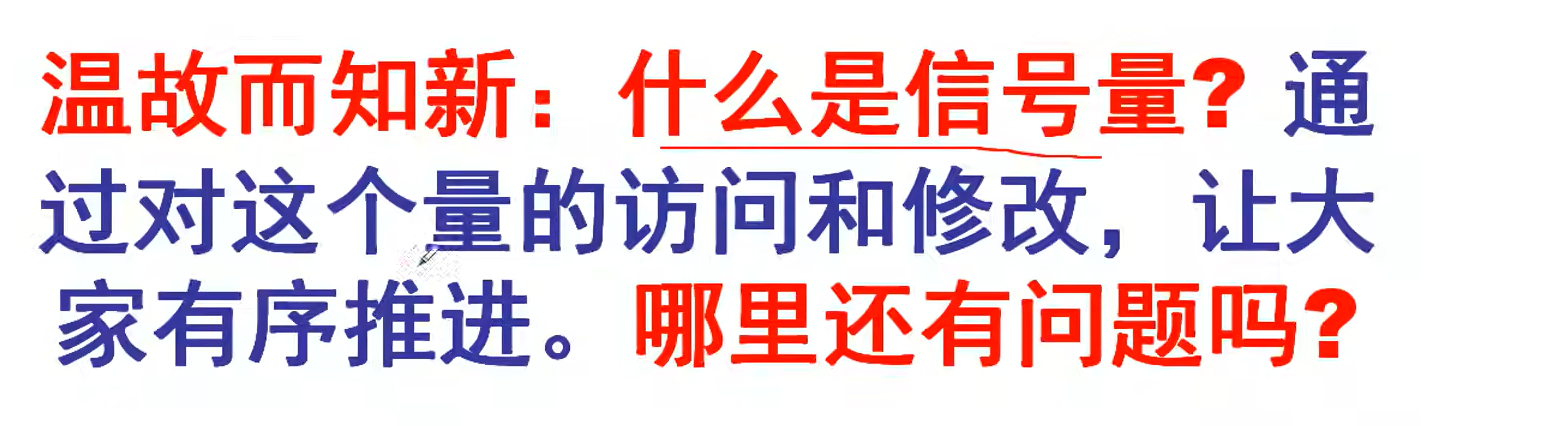 温故而知新：什么是信号量? 通
过对这个量的访问和修改，让大
家有序推进。哪里还有问题吗?